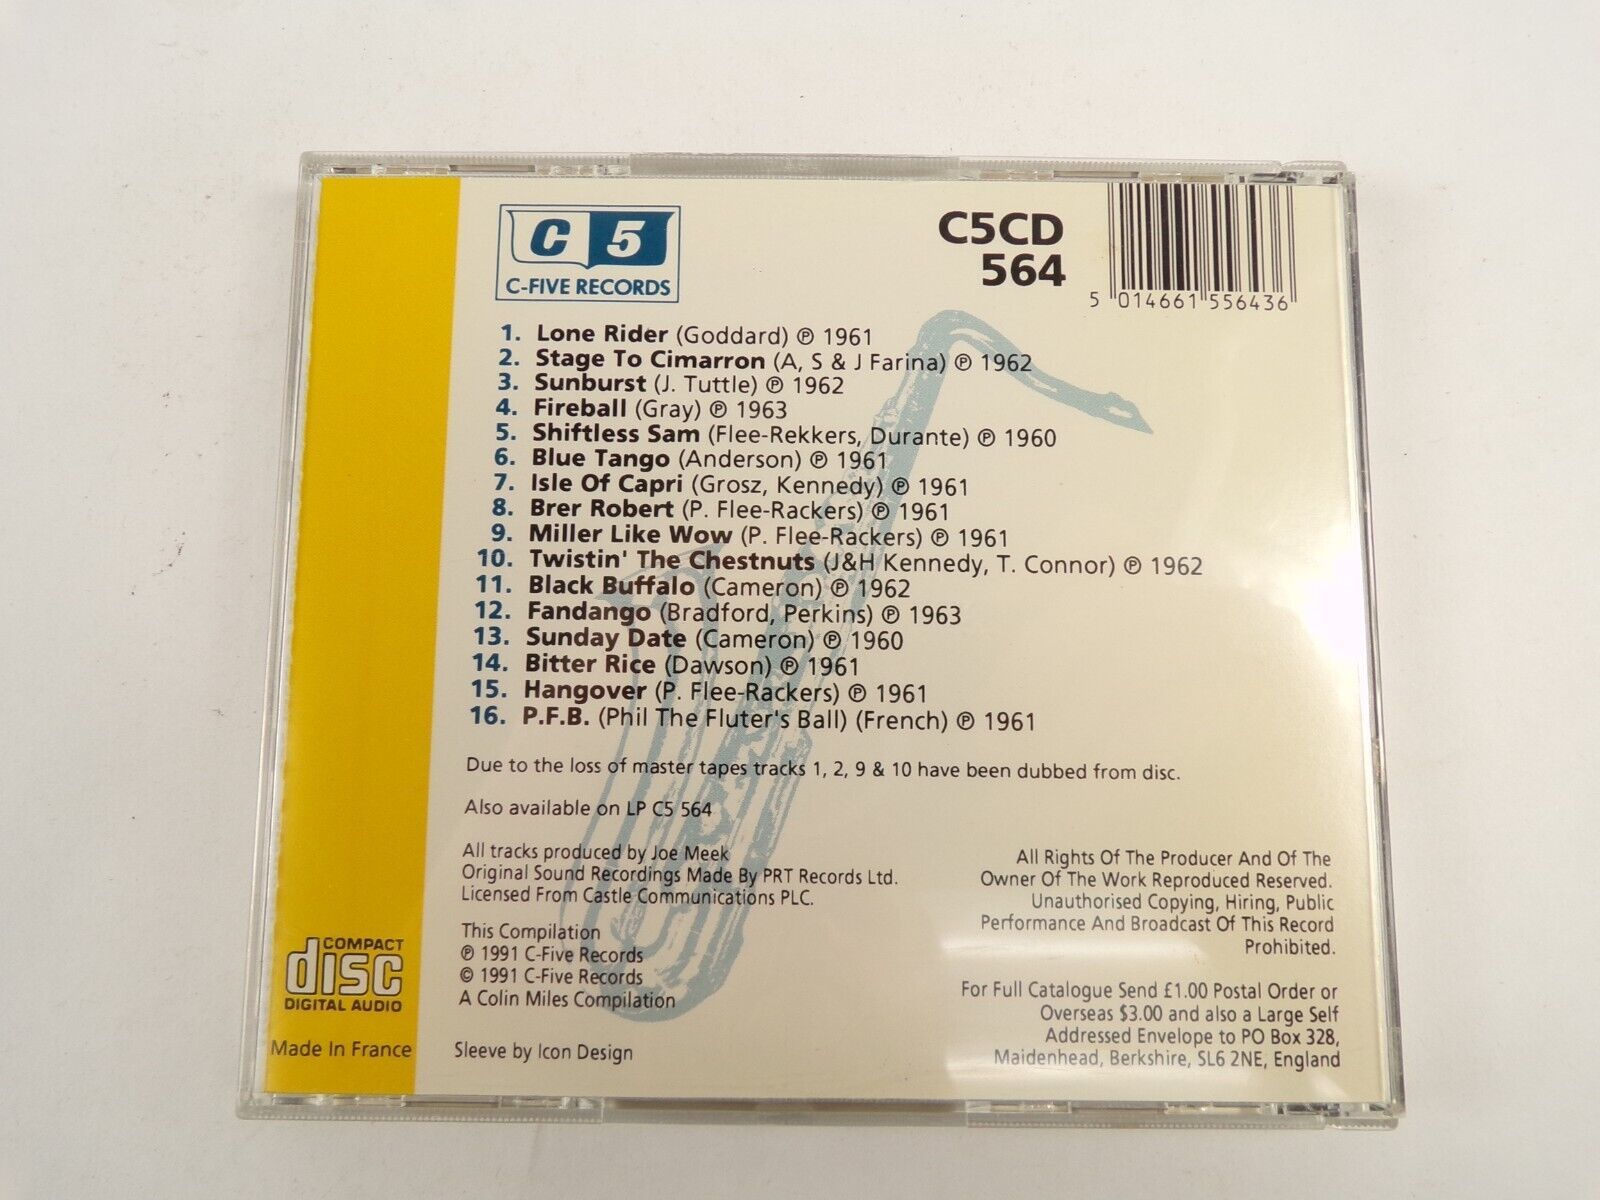 C 5
C-FIVE RECORDS
C5CD
564
5 014661 556436
1. Lone Rider (Goddard) ℗ 1961
2. Stage To Cimarron (A, S & J Farina) ℗ 1962
3. Sunburst (J. Tuttle) ℗ 1962
4. Fireball (Gray) ℗ 1963
5. Shiftless Sam (Flee-Rekkers, Durante) ℗ 1960
6. Blue Tango (Anderson) ℗ 1961
7. Isle Of Capri (Grosz, Kennedy) ℗ 1961
8. Brer Robert (P. Flee-Rackers) ℗ 1961
9. Miller Like Wow (P. Flee-Rackers) ℗ 1961
10. Twistin' The Chestnuts (J&H Kennedy, T. Connor) ℗ 1962
11. Black Buffalo (Cameron) ℗ 1962
12. Fandango (Bradford, Perkins) ℗ 1963
13. Sunday Date (Cameron) ℗ 1960
14. Bitter Rice (Dawson) ℗ 1961
15. Hangover (P. Flee-Rackers) ℗ 1961
16. P.F.B. (Phil The Fluter's Ball) (French) ℗ 1961
Due to the loss of master tapes tracks 1, 2, 9 & 10 have been dubbed from disc.
Also available on LP C5 564
All tracks produced by Joe Meek
Original Sound Recordings Made By PRT Records Ltd.
Licensed From Castle Communications PLC.
This Compilation
℗ 1991 C-Five Records
© 1991 C-Five Records
A Colin Miles Compilation
Sleeve by Icon Design
All Rights Of The Producer And Of The
Owner Of The Work Reproduced Reserved.
Unauthorised Copying, Hiring, Public
Performance And Broadcast Of This Record
Prohibited.
For Full Catalogue Send £1.00 Postal Order or
Overseas $3.00 and also a Large Self
Addressed Envelope to PO Box 328,
Maidenhead, Berkshire, SL6 2NE, England
COMPACT
disc
DIGITAL AUDIO
Made In France